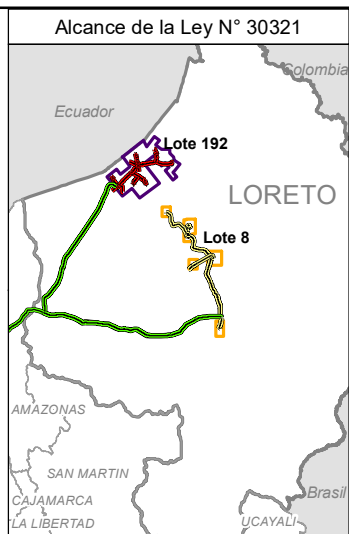 Alcance de la Ley N° 30321
Colombia
Ecuador
Lote 192
LORETO
Lote 8
AMAZONAS
SAN MARTIN
CAJAMARCA
LA LIBERTAD
Brasil
UCAYALI